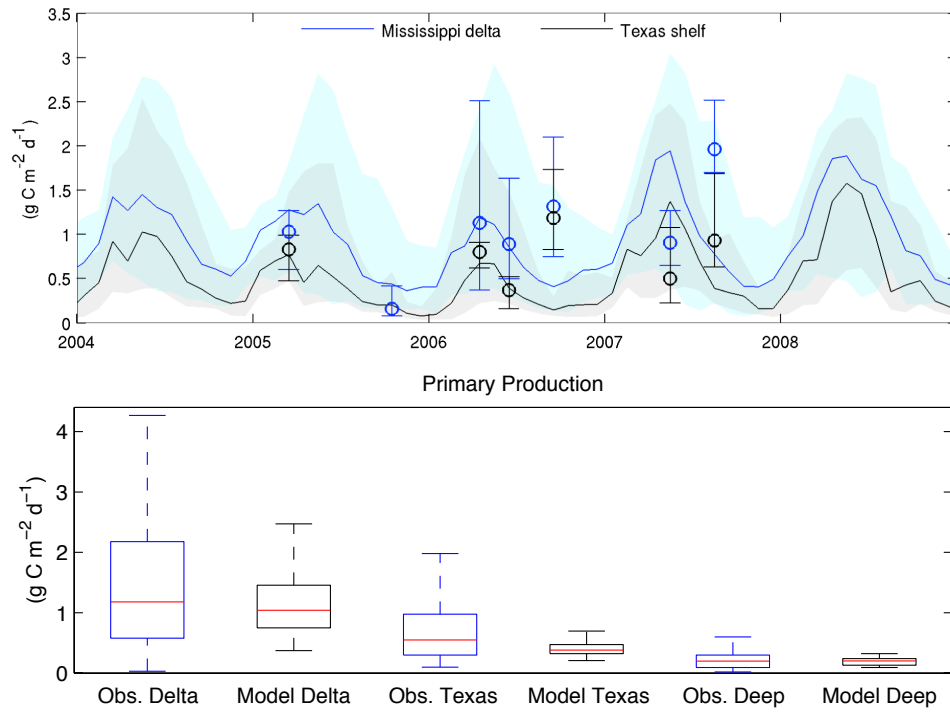 Mississippi delta
Texas shelf
(g C m-2 d-1)
3.5
3
2.5
2
1.5
1
0.5
0
2004
2005
2006
2007
2008
Primary Production
(g C m−2 d−1)
4
3
2
1
0
Obs. Delta
Model Delta
Obs. Texas
Model Texas
Obs. Deep
Model Deep